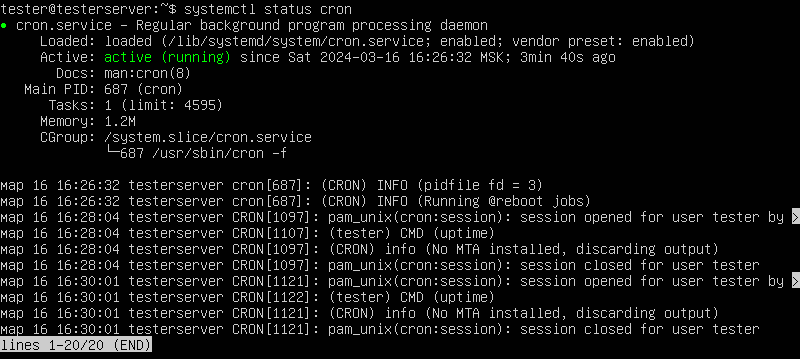 tester@testerserver:~$ systemctl status cron
● cron.service – Regular background program processing daemon
Loaded: loaded (/lib/systemd/system/cron.service; enabled; vendor preset: enabled)
Active: active (running) since Sat 2024-03-16 16:26:32 MSK; 3min 40s ago
Docs: man:cron(8)
Main PID: 687 (cron)
Tasks: 1 (limit: 4595)
Memory: 1.2M
CGroup: /system.slice/cron.service
└─687 /usr/sbin/cron -f
мар 16 16:26:32 testerserver cron[687]: (CRON) INFO (pidfile fd = 3)
мар 16 16:26:32 testerserver cron[687]: (CRON) INFO (Running @reboot jobs)
мар 16 16:28:04 testerserver CRON[1097]: pam_unix(cron:session): session opened for user tester by >
мар 16 16:28:04 testerserver CRON[1107]: (tester) CMD (uptime)
мар 16 16:28:04 testerserver CRON[1097]: (CRON) info (No MTA installed, discarding output)
мар 16 16:28:04 testerserver CRON[1097]: pam_unix(cron:session): session closed for user tester
мар 16 16:30:01 testerserver CRON[1121]: pam_unix(cron:session): session opened for user tester by >
мар 16 16:30:01 testerserver CRON[1122]: (tester) CMD (uptime)
мар 16 16:30:01 testerserver CRON[1121]: (CRON) info (No MTA installed, discarding output)
мар 16 16:30:01 testerserver CRON[1121]: pam_unix(cron:session): session closed for user tester
lines 1-20/20 (END)